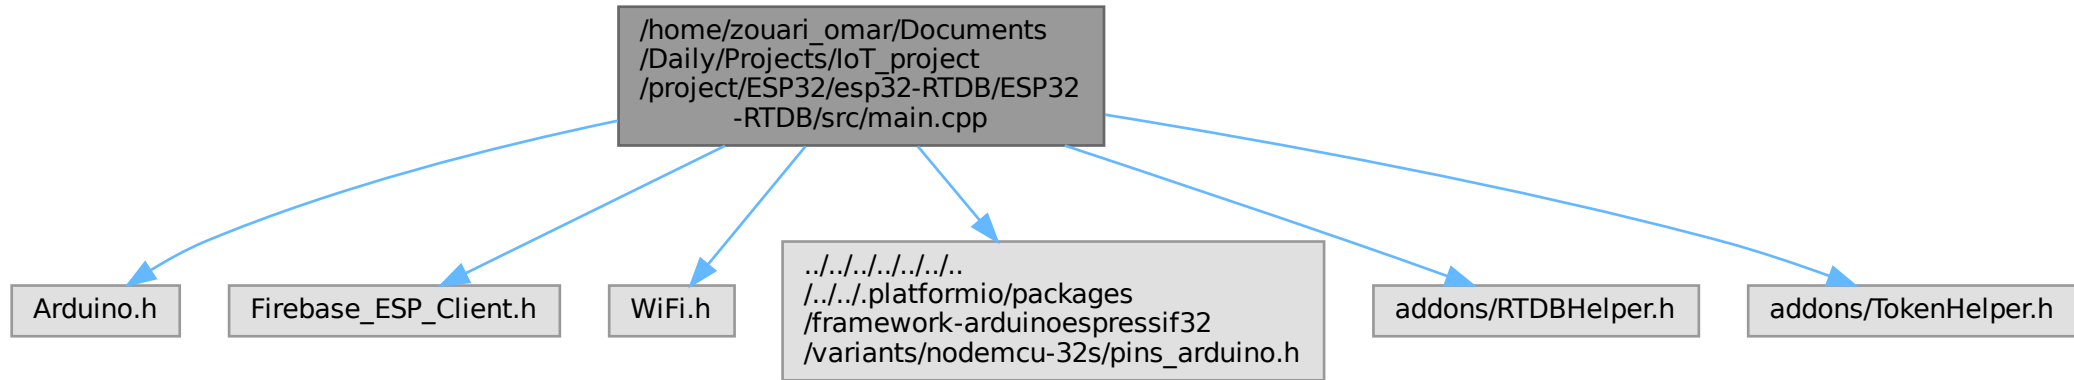 /home/zouari_omar/Documents
/Daily/Projects/IoT_project
/project/ESP32/esp32-RTDB/ESP32
-RTDB/src/main.cpp
Arduino.h
Firebase_ESP_Client.h
WiFi.h
../../../../../../..
/../../.platformio/packages
/framework-arduinoespressif32
/variants/nodemcu-32s/pins_arduino.h
addons/RTDBHelper.h
addons/TokenHelper.h